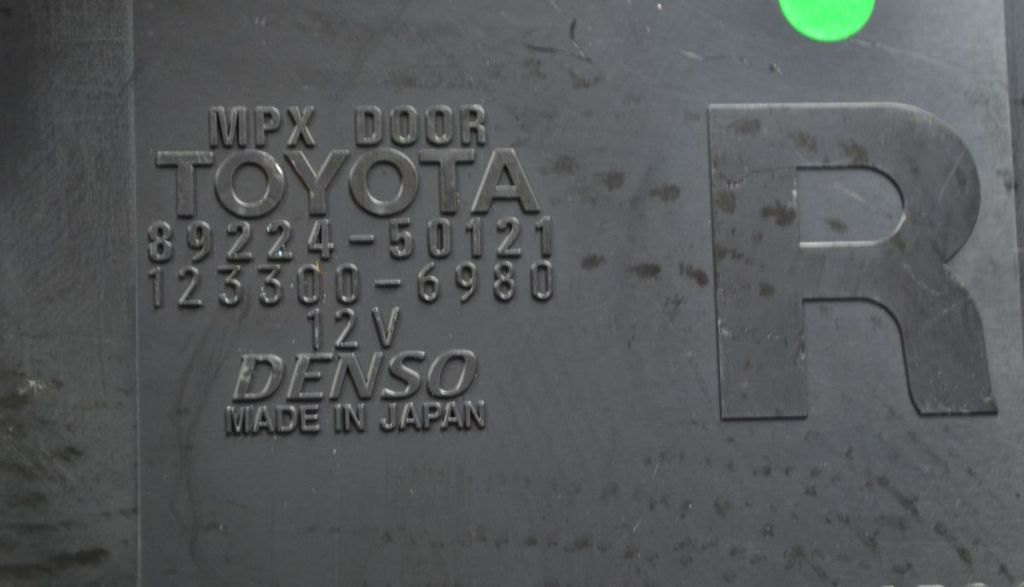 MPX DOOR
TOYOTA
89224-50121
123300-6980
12V
DENSO
MADE IN JAPAN
R